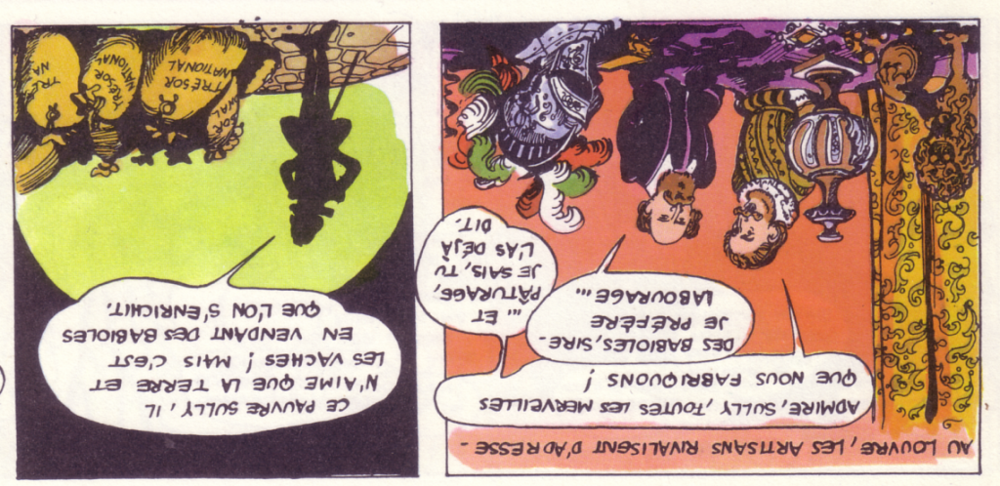 AU LOUVRE, LES ARTISANS RIVALISENT D'ADRESSE -
ADMIRE, SULLY, TOUTES LES MERVEILLES
QUE NOUS FABRIQUONS !
DES BABIOLES, SIRE-
JE PRÉFÈRE
LABOURAGE ...
... ET
PÂTURAGE,
JE SAIS, TU
L'AS DÉJÀ
DIT.
CE PAUVRE SULLY, IL
N'AIME QUE LA TERRE ET
LES VACHES ! MAIS C'EST
EN VENDANT DES BABIOLES
QUE L'ON S'ENRICHIT.
TRÉSOR
NATIONAL
TRÉSOR
NATIONAL
TRE
NA